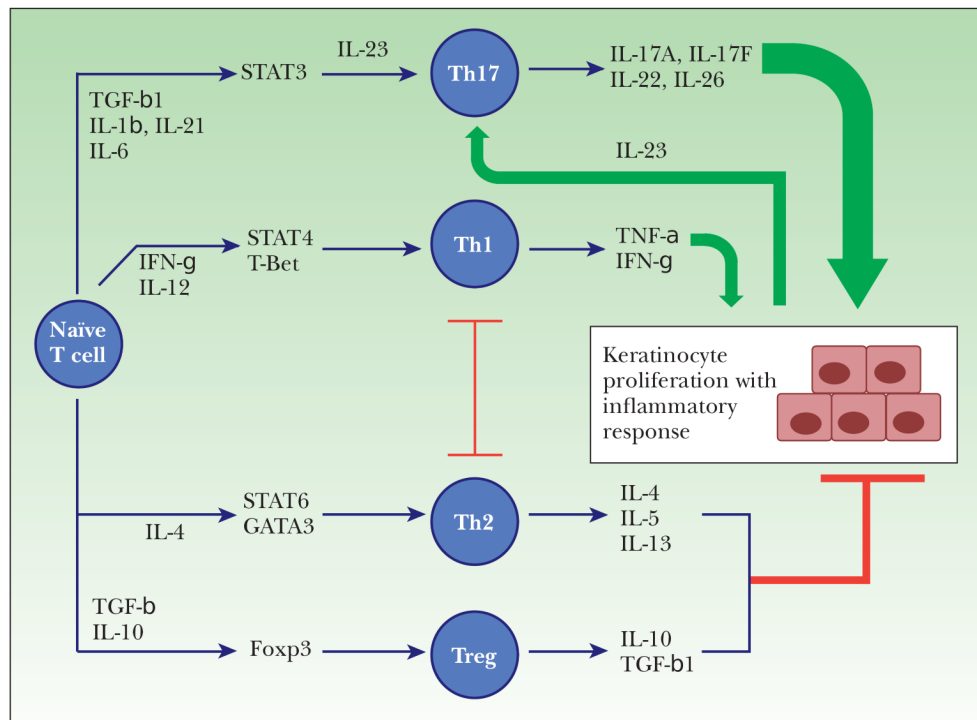 IL-23
STAT3
Th17
IL-17A, IL-17F
IL-22, IL-26
TGF-b1
IL-1b, IL-21
IL-6
IL-23
STAT4
T-Bet
Th1
TNF-a
IFN-g
IFN-g
IL-12
Naïve
T cell
Keratinocyte
proliferation with
inflammatory
response
STAT6
GATA3
Th2
IL-4
IL-5
IL-13
IL-4
TGF-b
IL-10
Foxp3
Treg
IL-10
TGF-b1